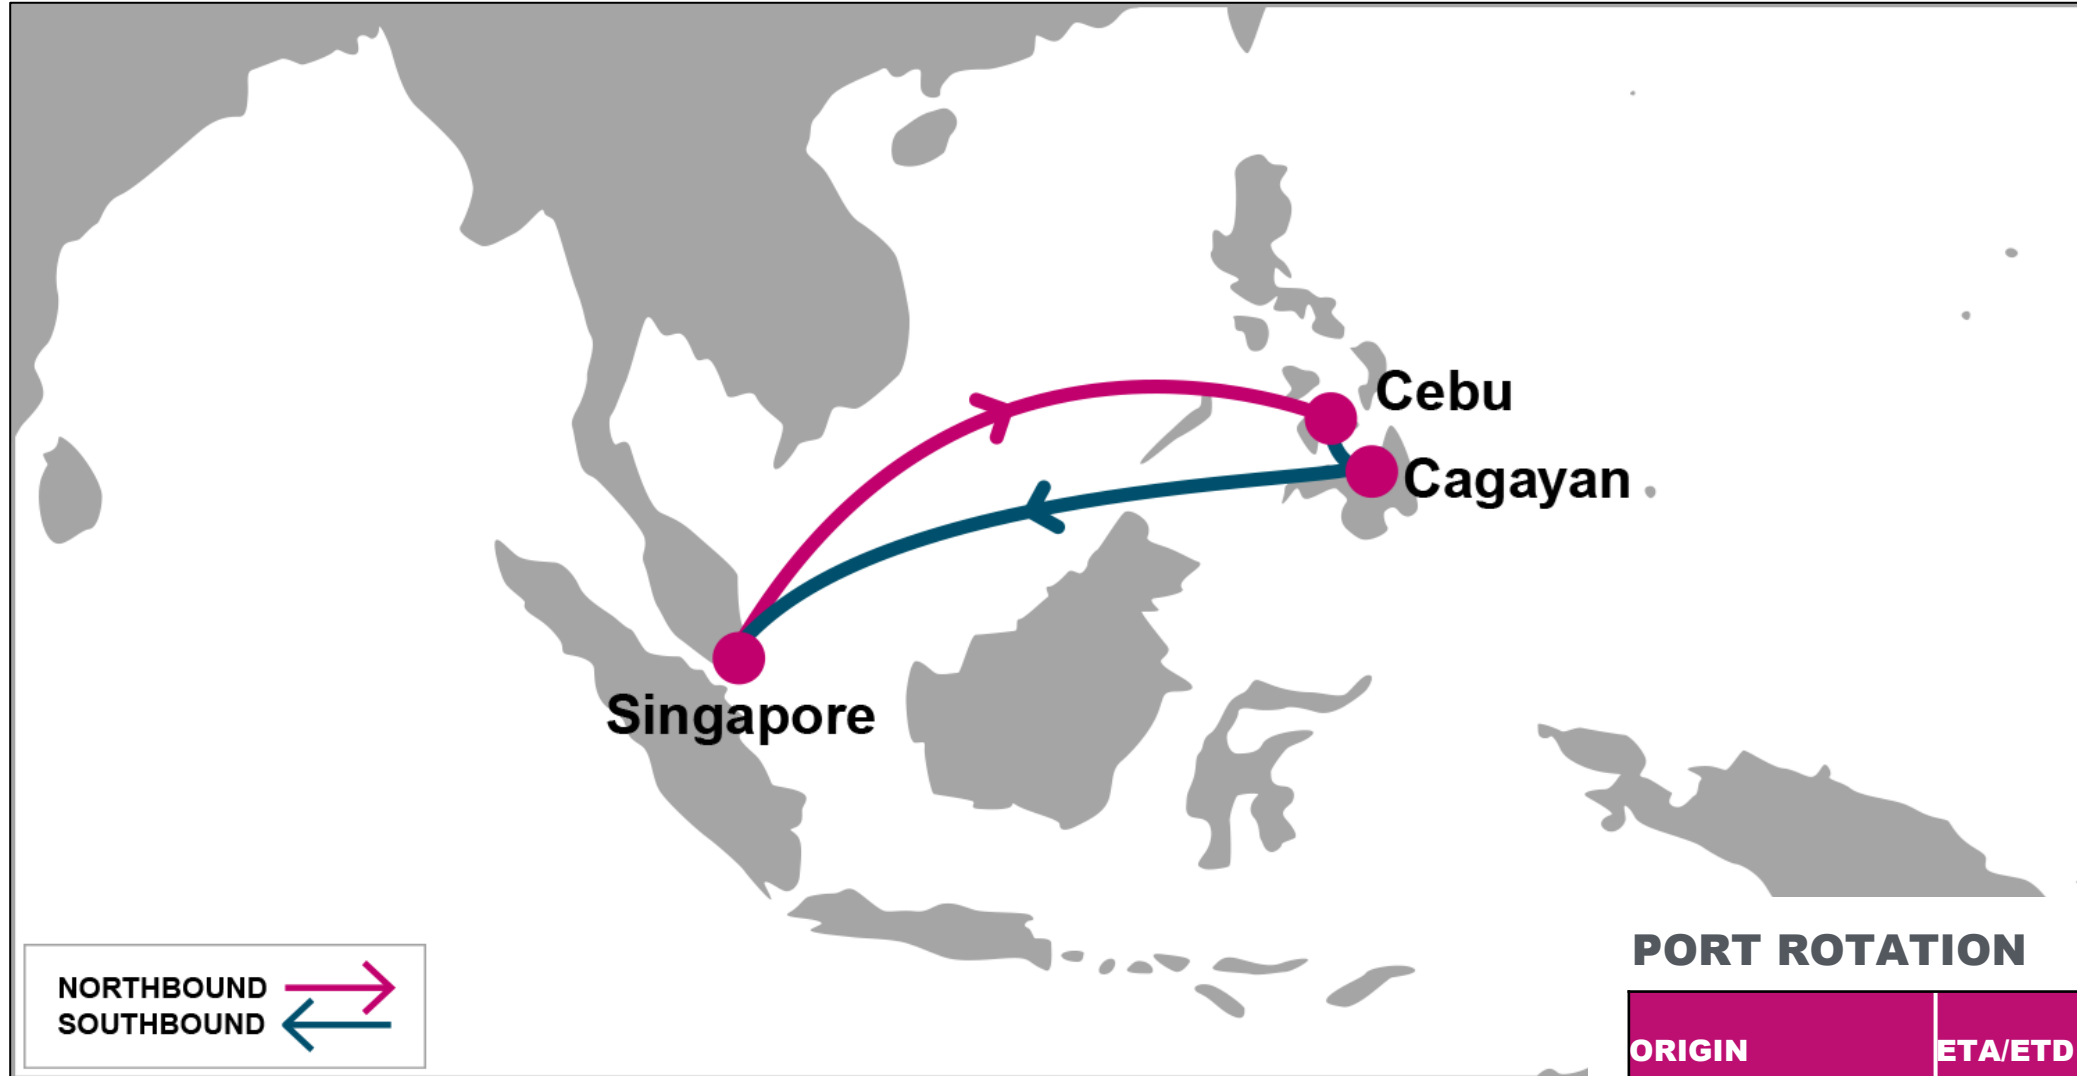 Cebu
Cagayan
Singapore
NORTHBOUND
SOUTHBOUND
PORT ROTATION
ORIGIN ETA/ETD